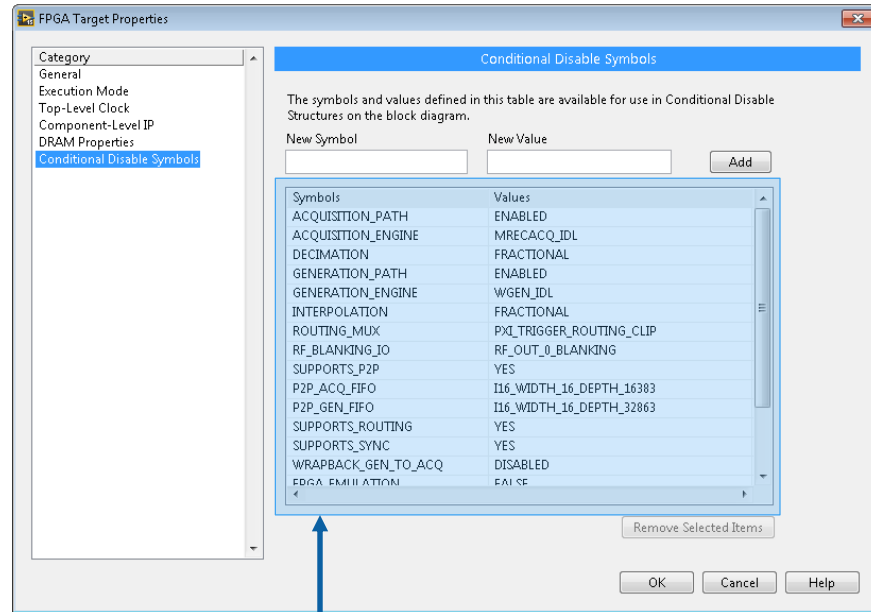 FPGA Target Properties
Category
General
Execution Mode
Top-Level Clock
Component-Level IP
DRAM Properties
Conditional Disable Symbols
Conditional Disable Symbols
The symbols and values defined in this table are available for use in Conditional Disable
Structures on the block diagram.
New Symbol New Value
Add
Symbols Values
ACQUISITION_PATH ENABLED
ACQUISITION_ENGINE MRECACQ_IDL
DECIMATION FRACTIONAL
GENERATION_PATH ENABLED
GENERATION_ENGINE WGEN_IDL
INTERPOLATION FRACTIONAL
ROUTING_MUX PXI_TRIGGER_ROUTING_CLIP
RF_BLANKING_IO RF_OUT_0_BLANKING
SUPPORTS_P2P YES
P2P_ACQ_FIFO I16_WIDTH_16_DEPTH_16383
P2P_GEN_FIFO I16_WIDTH_16_DEPTH_32863
SUPPORTS_ROUTING YES
SUPPORTS_SYNC YES
WRAPBACK_GEN_TO_ACQ DISABLED
FPGA_EMULATION FALSE
Remove Selected Items
OK Cancel Help